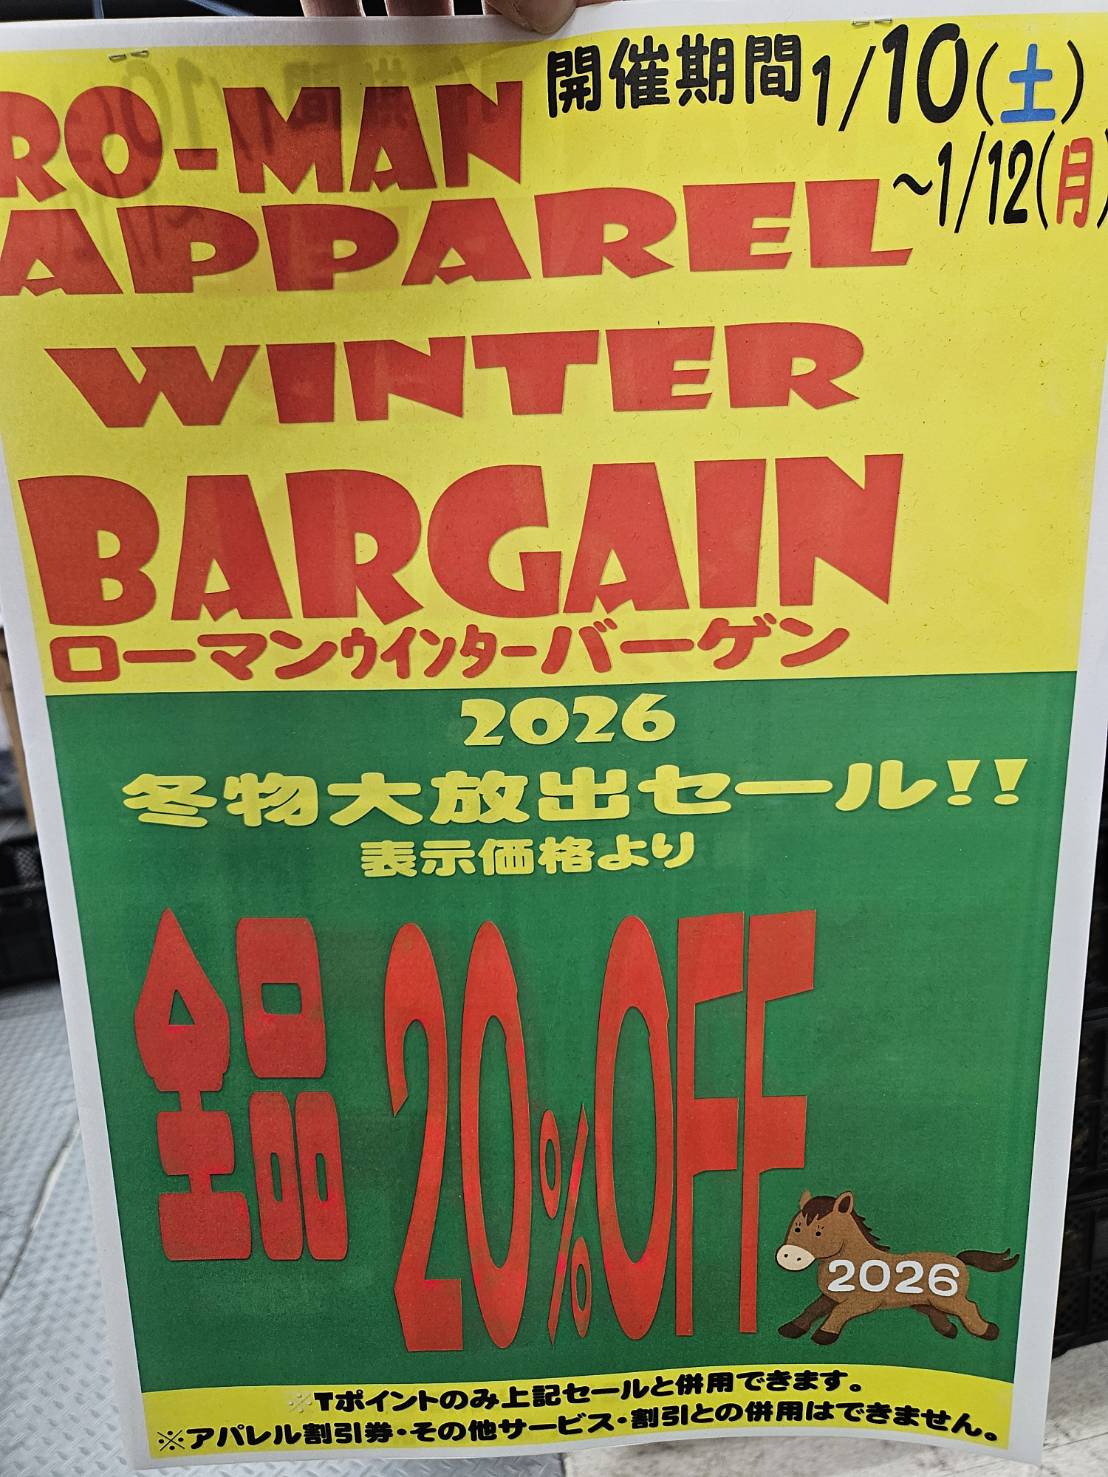 開催期間1/10(土)
~1/12(月)
RO-MAN
APPAREL
WINTER
BARGAIN
ローマンウインターバーゲン
2026
冬物大放出セール!!
表示価格より
全品 20%OFF
2026
※Tポイントのみ上記セールと併用できます。
※アパレル割引券・その他サービス・割引との併用はできません。